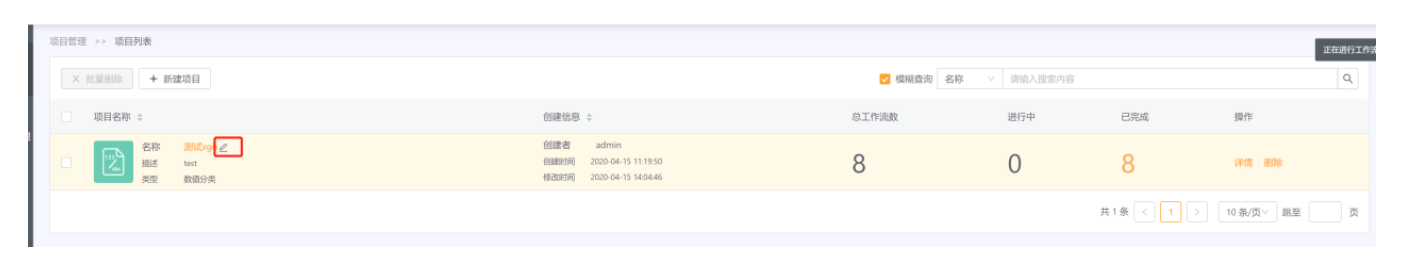 项目管理 >> 项目列表
正在进行工作流
× 批量删除 + 新建项目 模糊查询 名称 请输入搜索内容
项目名称 创建信息 总工作流数 进行中 已完成 操作
名称 测试xg
描述 test
类型 数值分类
创建者 admin
创建时间 2020-04-15 11:19:50
修改时间 2020-04-15 14:04:46
8 0 8 详情 删除
共 1 条 < 1 > 10 条/页 跳至 页